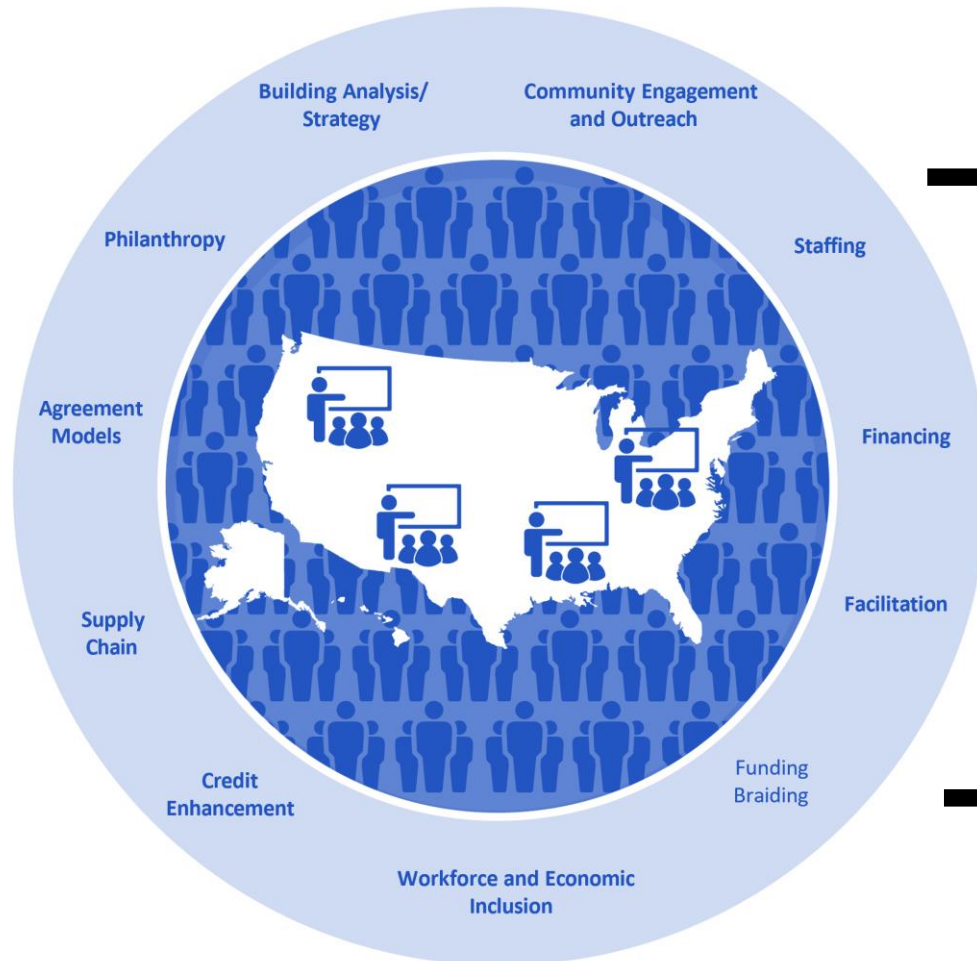 Building Analysis/
Strategy
Community Engagement
and Outreach
Philanthropy
Staffing
Agreement
Models
Financing
Supply
Chain
Facilitation
Credit
Enhancement
Funding
Braiding
Workforce and Economic
Inclusion